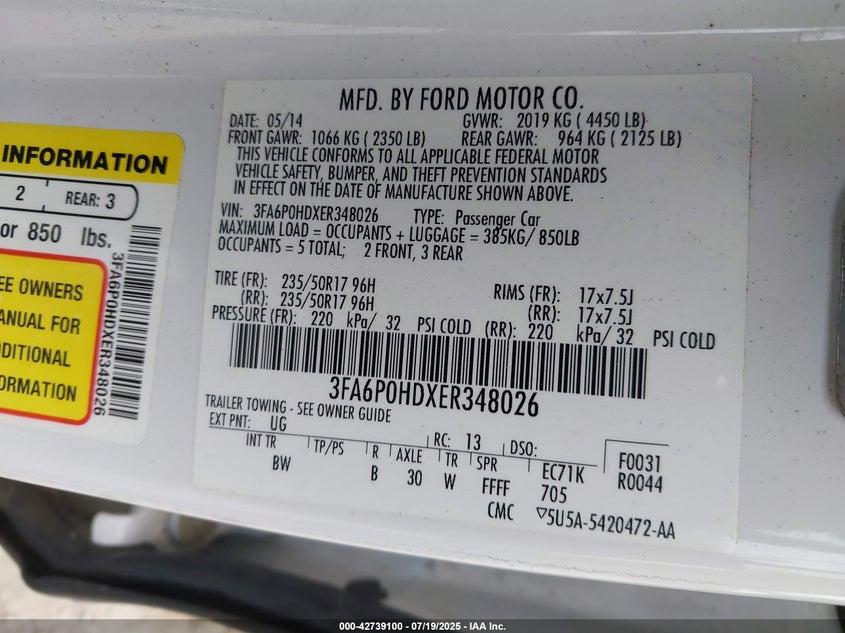 INFORMATION
2 REAR: 3
or 850 lbs.
EE OWNERS
ANUAL FOR
DDITIONAL
ORMATION
3FA6P0HDXER348026
MFD. BY FORD MOTOR CO.
DATE: 05/14 GVWR: 2019 KG ( 4450 LB)
FRONT GAWR: 1066 KG ( 2350 LB) REAR GAWR: 964 KG ( 2125 LB)
THIS VEHICLE CONFORMS TO ALL APPLICABLE FEDERAL MOTOR
VEHICLE SAFETY, BUMPER, AND THEFT PREVENTION STANDARDS
IN EFFECT ON THE DATE OF MANUFACTURE SHOWN ABOVE.
VIN: 3FA6P0HDXER348026 TYPE: Passenger Car
MAXIMUM LOAD = OCCUPANTS + LUGGAGE = 385KG/ 850LB
OCCUPANTS = 5 TOTAL; 2 FRONT, 3 REAR
TIRE (FR): 235/50R17 96H RIMS (FR): 17x7.5J
(RR): 235/50R17 96H (RR): 17x7.5J
PRESSURE (FR): 220 kPa/ 32 PSI COLD (RR): 220 kPa/ 32 PSI COLD
3FA6P0HDXER348026
TRAILER TOWING - SEE OWNER GUIDE
EXT PNT: UG RC: 13 DSO: F0031
INT TR TP/PS R AXLE TR SPR EC71K R0044
BW B 30 W FFFF 705
CMC ▽5U5A-5420472-AA
000-42739100 - 07/19/2025 - IAA Inc.